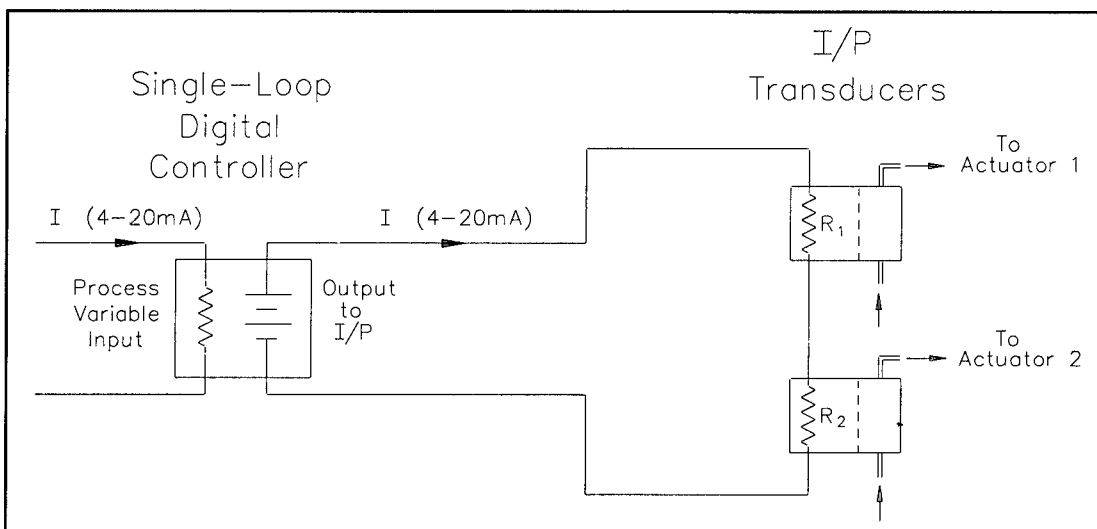 I/P
Transducers
Single-Loop
Digital
Controller
To
Actuator 1
I (4-20mA)
I (4-20mA)
R1
Process
Variable
Input
Output
to
I/P
To
Actuator 2
R2